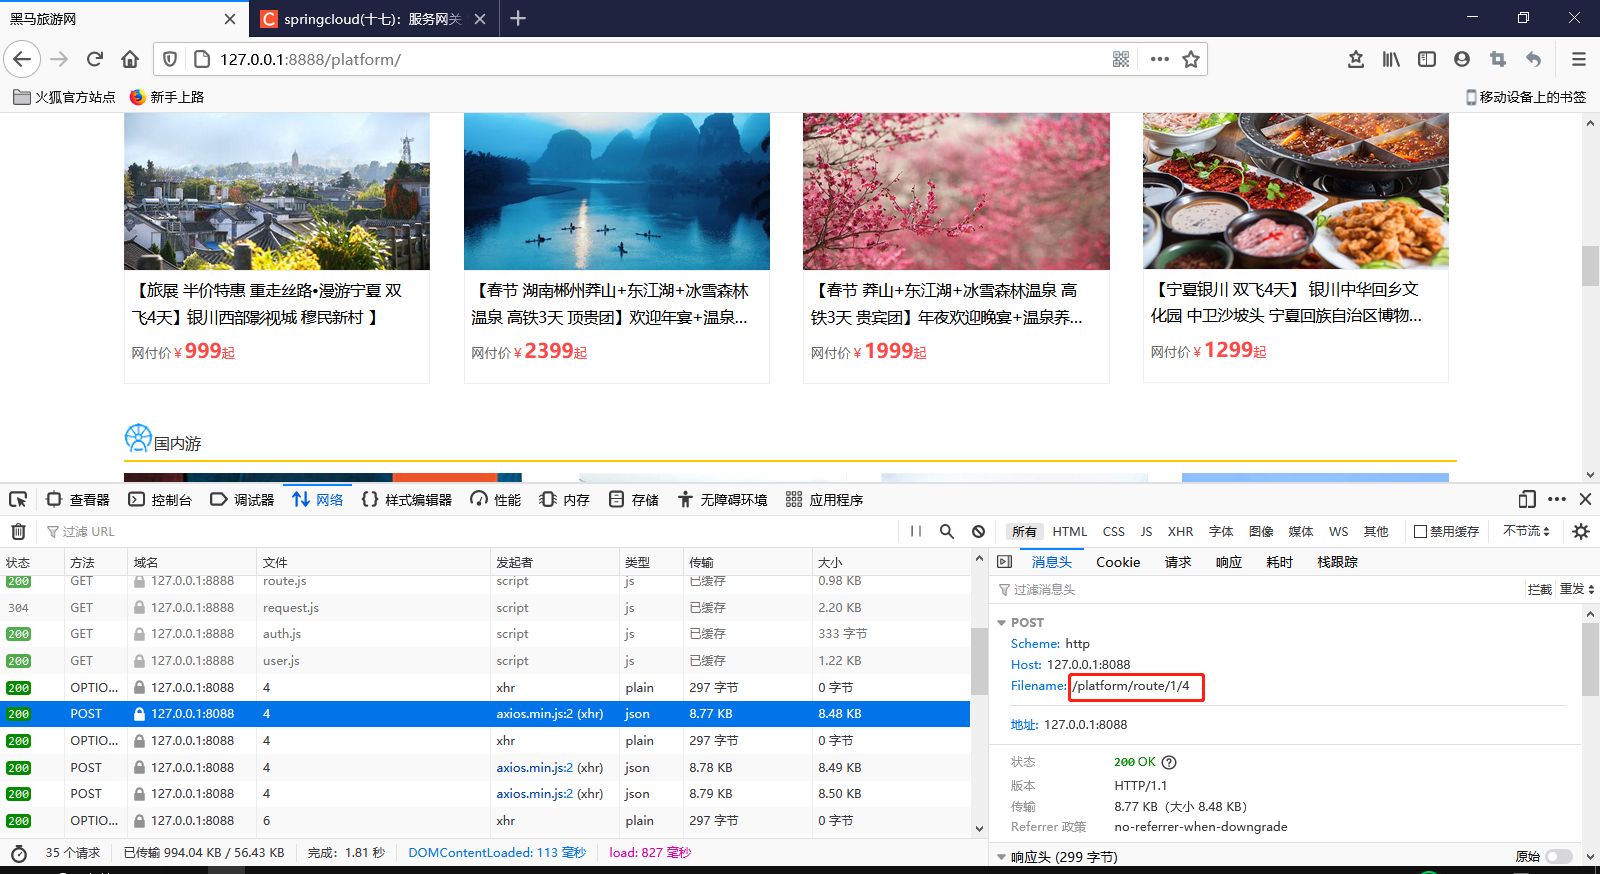 黑马旅游网
springcloud(十七)：服务网关
127.0.0.1:8888/platform/
火狐官方站点
新手上路
移动设备上的书签
【旅展 半价特惠 重走丝路•漫游宁夏 双
飞4天】银川西部影视城 穆民新村 】
网付价￥999起
【春节 湖南郴州莽山+东江湖+冰雪森林
温泉 高铁3天 顶贵团】欢迎年宴+温泉...
网付价￥2399起
【春节 莽山+东江湖+冰雪森林温泉 高
铁3天 贵宾团】年夜欢迎晚宴+温泉养...
网付价￥1999起
【宁夏银川 双飞4天】 银川中华回乡文
化园 中卫沙坡头 宁夏回族自治区博物...
网付价￥1299起
国内游
查看器 控制台 调试器 网络 样式编辑器 性能 内存 存储 无障碍环境 应用程序
过滤 URL
所有 HTML CSS JS XHR 字体 图像 媒体 WS 其他 禁用缓存 不节流
状态 方法 域名 文件 发起者 类型 传输 大小
200 GET 127.0.0.1:8888 route.js script js 已缓存 0.98 KB
304 GET 127.0.0.1:8888 request.js script js 已缓存 2.20 KB
200 GET 127.0.0.1:8888 auth.js script js 已缓存 333 字节
200 GET 127.0.0.1:8888 user.js script js 已缓存 1.22 KB
200 OPTIO... 127.0.0.1:8088 4 xhr plain 297 字节 0 字节
200 POST 127.0.0.1:8088 4 axios.min.js:2 (xhr) json 8.77 KB 8.48 KB
200 OPTIO... 127.0.0.1:8088 4 xhr plain 297 字节 0 字节
200 POST 127.0.0.1:8088 4 axios.min.js:2 (xhr) json 8.78 KB 8.49 KB
200 POST 127.0.0.1:8088 4 axios.min.js:2 (xhr) json 8.79 KB 8.50 KB
200 OPTIO... 127.0.0.1:8088 6 xhr plain 297 字节 0 字节
35 个请求 已传输 994.04 KB / 56.43 KB 完成：1.81 秒 DOMContentLoaded: 113 毫秒 load: 827 毫秒
消息头 Cookie 请求 响应 耗时 栈跟踪
过滤消息头
拦截 重发
POST
Scheme: http
Host: 127.0.0.1:8088
Filename: /platform/route/1/4
地址: 127.0.0.1:8088
状态 200 OK
版本 HTTP/1.1
传输 8.77 KB（大小 8.48 KB）
Referrer 政策 no-referrer-when-downgrade
响应头 (299 字节)
原始